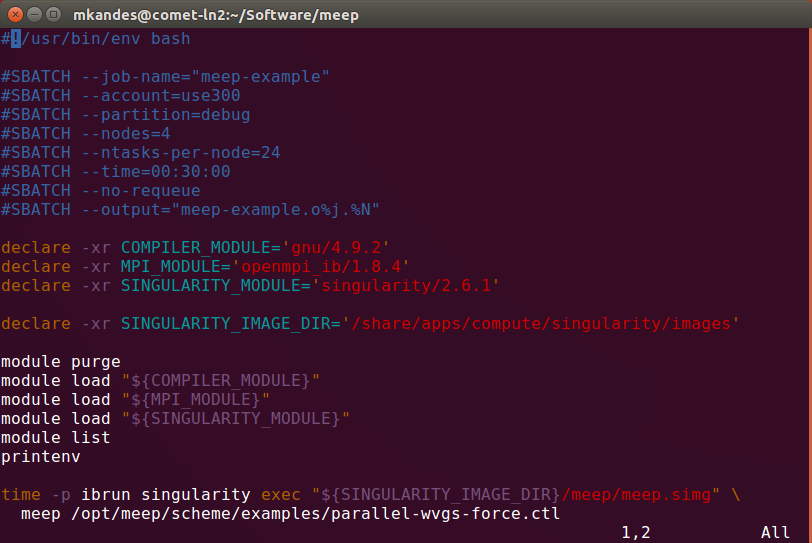 mkandes@comet-ln2:~/Software/meep
#!/usr/bin/env bash
#SBATCH --job-name="meep-example"
#SBATCH --account=use300
#SBATCH --partition=debug
#SBATCH --nodes=4
#SBATCH --ntasks-per-node=24
#SBATCH --time=00:30:00
#SBATCH --no-requeue
#SBATCH --output="meep-example.o%j.%N"
declare -xr COMPILER_MODULE='gnu/4.9.2'
declare -xr MPI_MODULE='openmpi_ib/1.8.4'
declare -xr SINGULARITY_MODULE='singularity/2.6.1'
declare -xr SINGULARITY_IMAGE_DIR='/share/apps/compute/singularity/images'
module purge
module load "${COMPILER_MODULE}"
module load "${MPI_MODULE}"
module load "${SINGULARITY_MODULE}"
module list
printenv
time -p ibrun singularity exec "${SINGULARITY_IMAGE_DIR}/meep/meep.simg" \
  meep /opt/meep/scheme/examples/parallel-wvgs-force.ctl
1,2 All